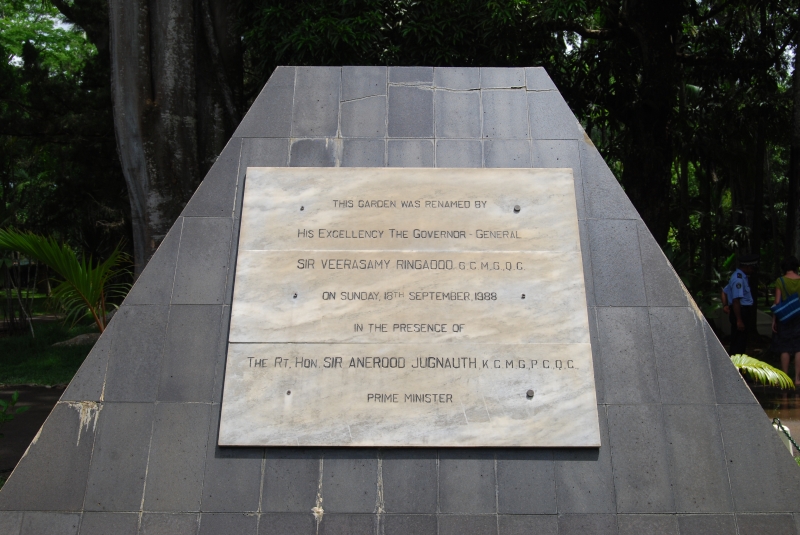 THIS GARDEN WAS RENAMED BY
HIS EXCELLENCY THE GOVERNOR - GENERAL
SIR VEERASAMY RINGADOO, G.C.M.G, Q.C.
ON SUNDAY, 18TH SEPTEMBER, 1988
IN THE PRESENCE OF
THE RT. HON. SIR ANEROOD JUGNAUTH, K.C.M.G., P.C, Q.C.,
PRIME MINISTER